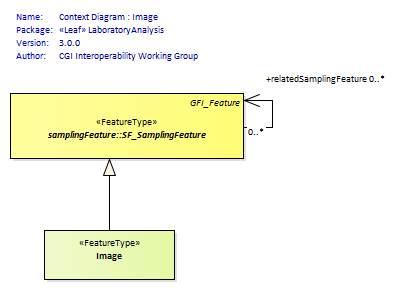 Name: Context Diagram : Image
Package: «Leaf» LaboratoryAnalysis
Version: 3.0.0
Author: CGI Interoperability Working Group
+relatedSamplingFeature 0..*
GFI_Feature
«FeatureType»
samplingFeature::SF_SamplingFeature
0..*
«FeatureType»
Image